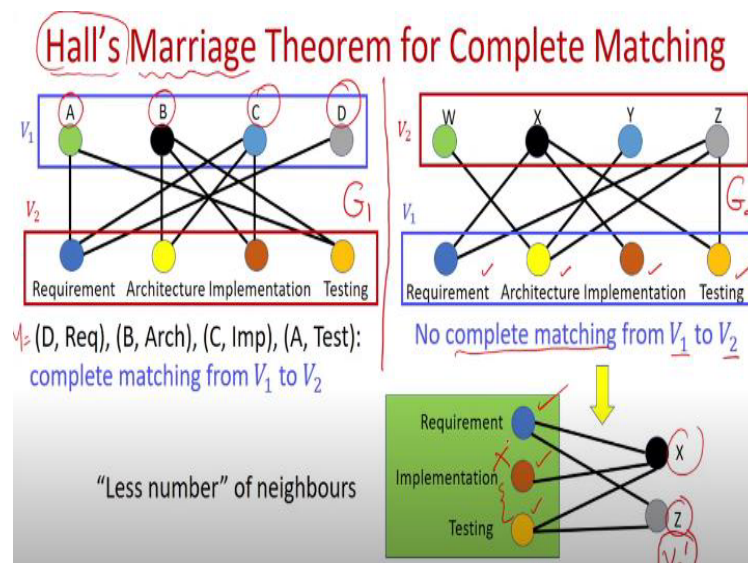 Hall's Marriage Theorem for Complete Matching
A B C D
V₁
V₂
G₁
Requirement Architecture Implementation Testing
M= (D, Req), (B, Arch), (C, Imp), (A, Test):
complete matching from V₁ to V₂
"Less number" of neighbours
W X Y Z
V₂
V₁
G
Requirement Architecture Implementation Testing
No complete matching from V₁ to V₂
Requirement
Implementation
Testing
X
Z